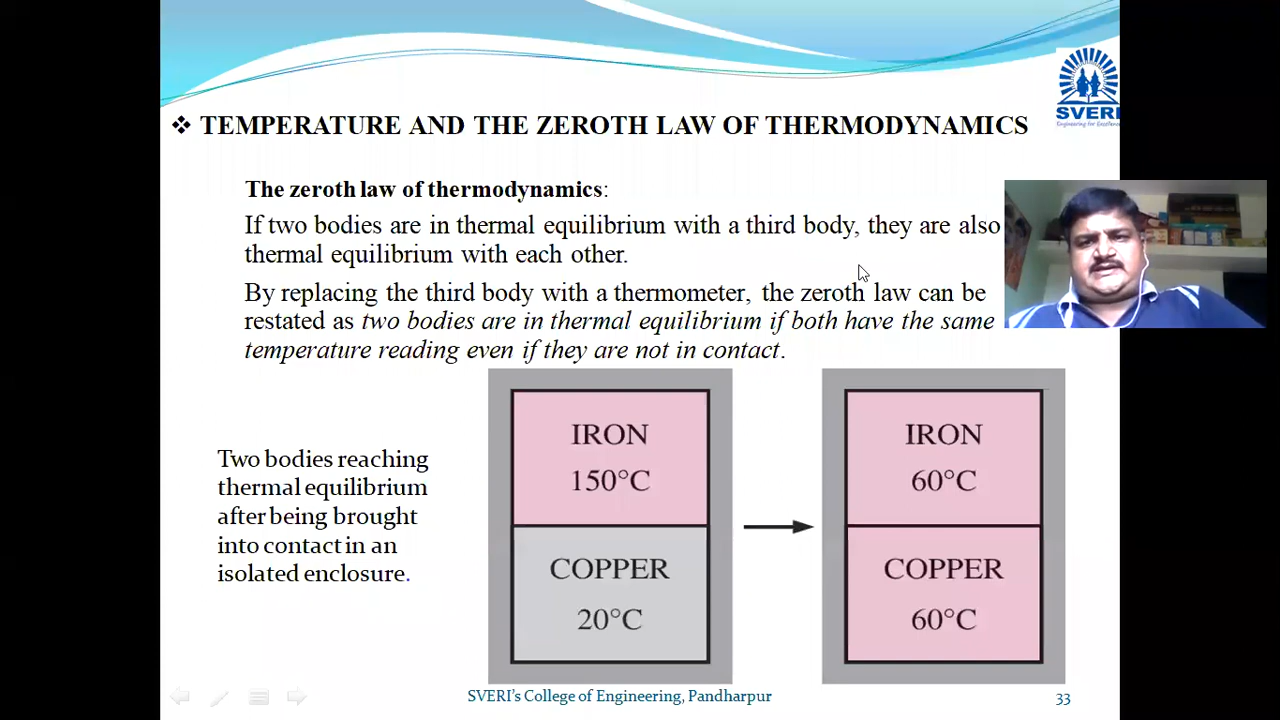 SVERI
Engineering for Excellence
❖ TEMPERATURE AND THE ZEROTH LAW OF THERMODYNAMICS
The zeroth law of thermodynamics:
If two bodies are in thermal equilibrium with a third body, they are also
thermal equilibrium with each other.
By replacing the third body with a thermometer, the zeroth law can be
restated as two bodies are in thermal equilibrium if both have the same
temperature reading even if they are not in contact.
Two bodies reaching
thermal equilibrium
after being brought
into contact in an
isolated enclosure.
IRON
150°C
COPPER
20°C
IRON
60°C
COPPER
60°C
SVERI's College of Engineering, Pandharpur
33